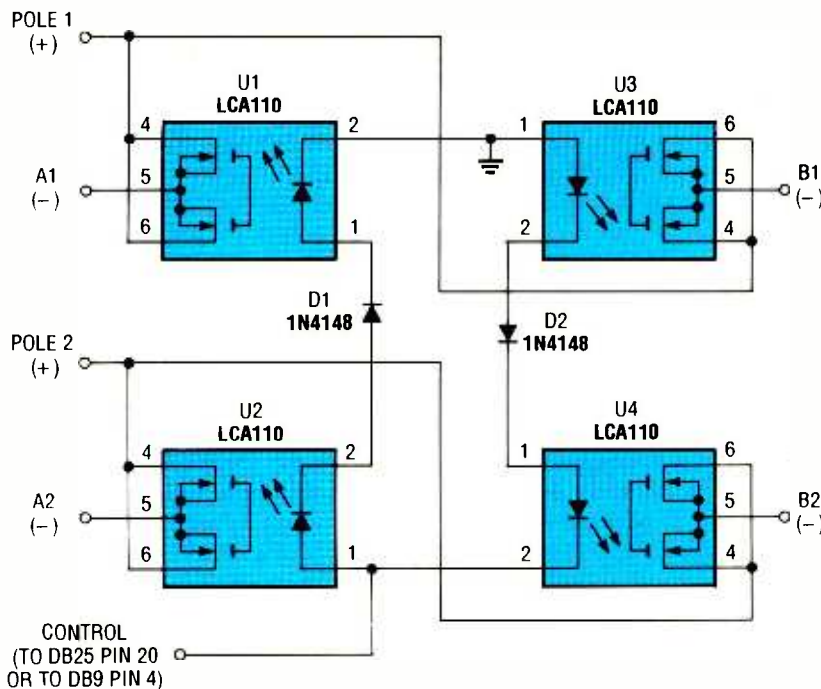 POLE 1
(+)
U1
LCA110
U3
LCA110
4
2
1
6
A1
(−)
5
5
B1
(−)
6
1
2
4
D1
1N4148
D2
1N4148
POLE 2
(+)
U2
LCA110
U4
LCA110
4
2
1
6
A2
(−)
5
5
B2
(−)
6
1
2
4
CONTROL
(TO DB25 PIN 20
OR TO DB9 PIN 4)